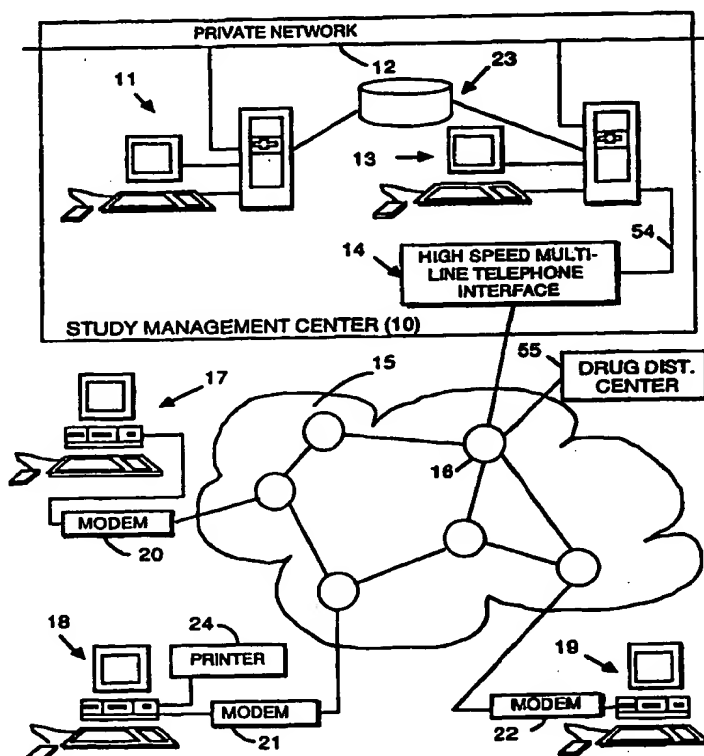 PRIVATE NETWORK
12
23
11
13
54
14
HIGH SPEED MULTI-
LINE TELEPHONE
INTERFACE
STUDY MANAGEMENT CENTER (10)
17
15
55
DRUG DIST.
CENTER
16
MODEM
20
18
24
PRINTER
19
MODEM
21
MODEM
22